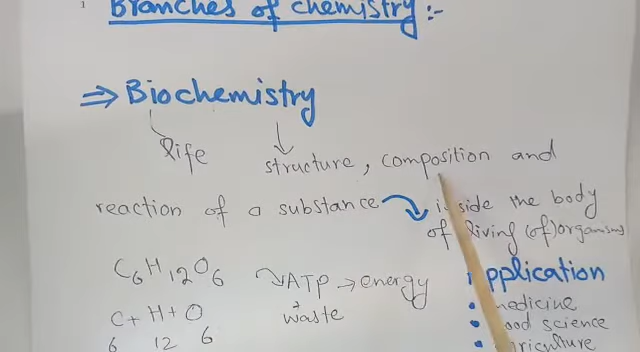 Branches of chemistry:-
⇒ Biochemistry
life
structure, composition and
reaction of a substance inside the body
of living (of) organisms
C6H12O6 ATP → energy
waste
C + H + O
6 12 6
Application
• medicine
• food science
• agriculture